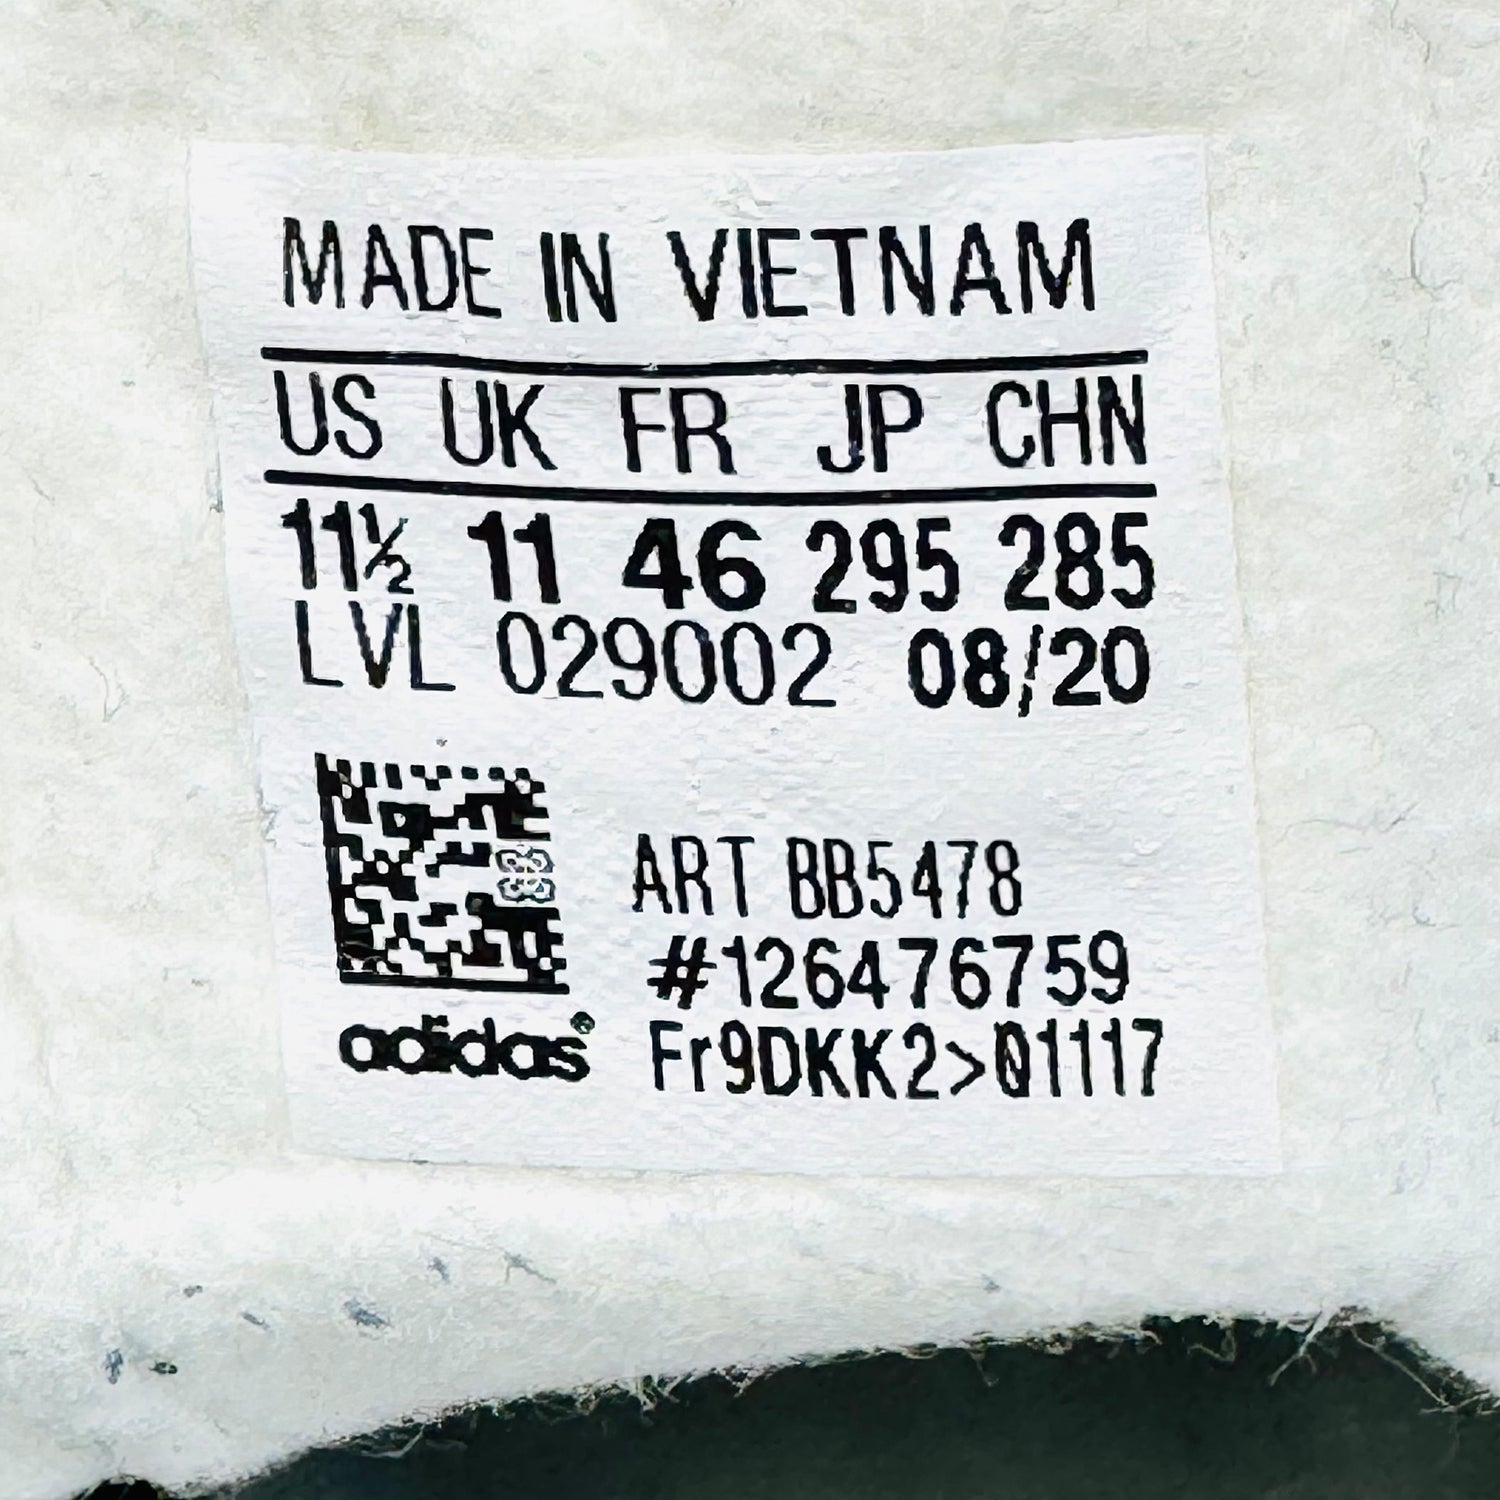 MADE IN VIETNAM
US UK FR JP CHN
11½ 11 46 295 285
LVL 029002 08/20
ART BB5478
#126476759
adidas®
Fr9DKK2>01117